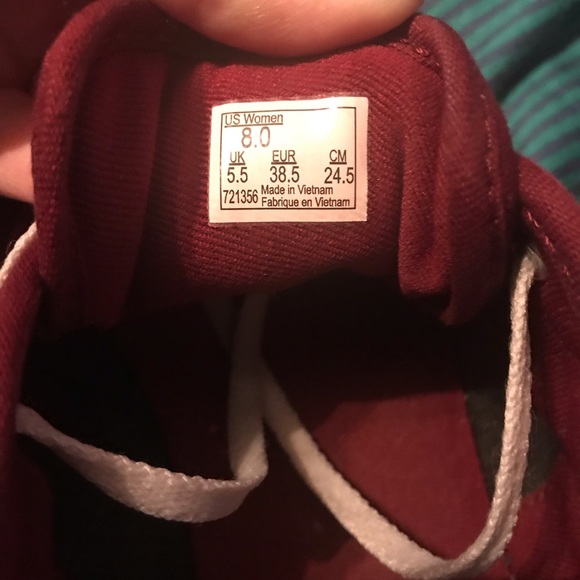 US Women
8.0
UK EUR CM
5.5 38.5 24.5
721356 Made in Vietnam
Fabrique en Vietnam